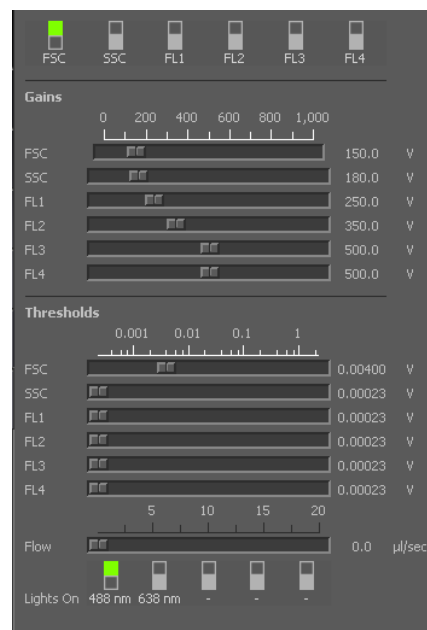 FSC SSC FL1 FL2 FL3 FL4
Gains
0 200 400 600 800 1,000
FSC 150.0 V
SSC 180.0 V
FL1 250.0 V
FL2 350.0 V
FL3 500.0 V
FL4 500.0 V
Thresholds
0.001 0.01 0.1 1
FSC 0.00400 V
SSC 0.00023 V
FL1 0.00023 V
FL2 0.00023 V
FL3 0.00023 V
FL4 0.00023 V
5 10 15 20
Flow 0.0 µl/sec
Lights On 488 nm 638 nm - - -